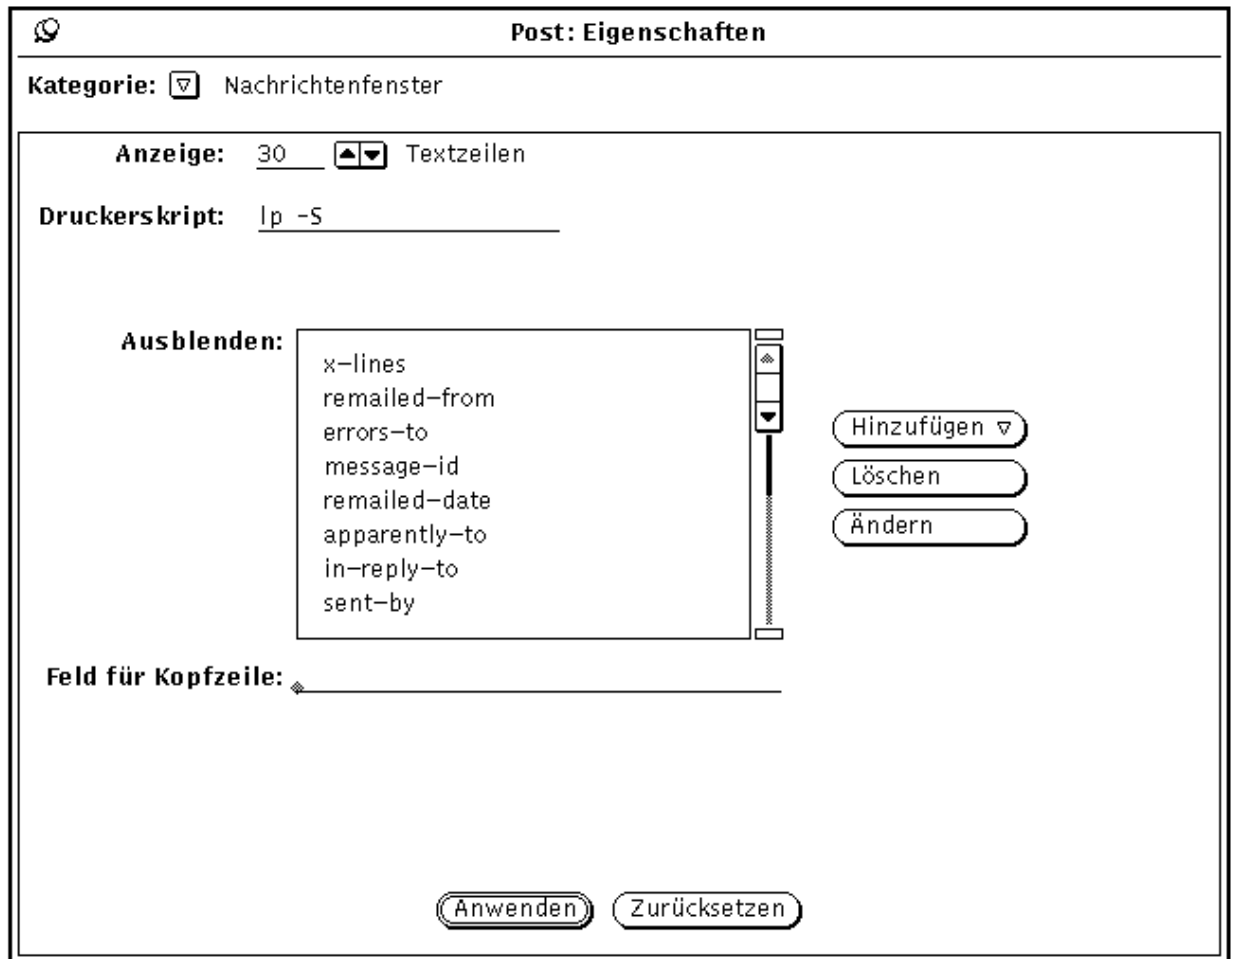 Post: Eigenschaften
Kategorie: Nachrichtenfenster
Anzeige: 30 Textzeilen
Druckerskript: lp -S
Ausblenden:
x-lines
remailed-from
errors-to
message-id
remailed-date
apparently-to
in-reply-to
sent-by
Hinzufügen
Löschen
Ändern
Feld für Kopfzeile:
Anwenden Zurücksetzen